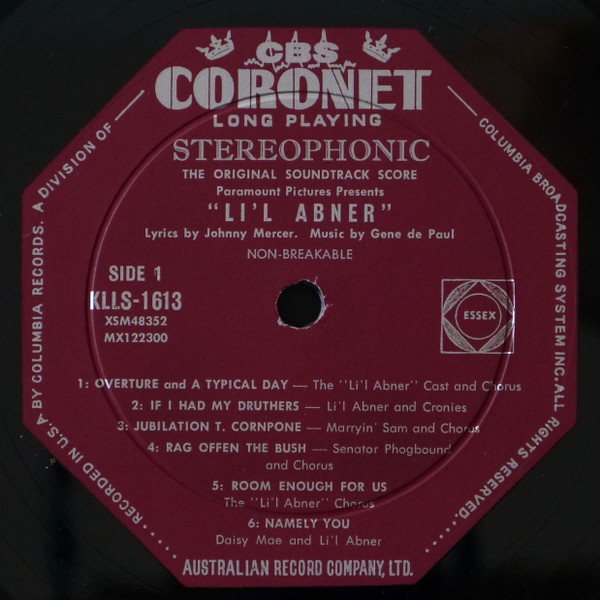 CBS
CORONET
LONG PLAYING
STEREOPHONIC
THE ORIGINAL SOUNDTRACK SCORE
Paramount Pictures Presents
"LI'L ABNER"
Lyrics by Johnny Mercer. Music by Gene de Paul
NON-BREAKABLE
SIDE 1
KLLS-1613
XSM48352
MX122300
ESSEX
1: OVERTURE and A TYPICAL DAY — The "Li'l Abner" Cast and Chorus
2: IF I HAD MY DRUTHERS — Li'l Abner and Cronies
3: JUBILATION T. CORNPONE — Marryin' Sam and Chorus
4: RAG OFFEN THE BUSH — Senator Phogbound
and Chorus
5: ROOM ENOUGH FOR US
The "Li'l Abner" Chorus
6: NAMELY YOU
Daisy Mae and Li'l Abner
AUSTRALIAN RECORD COMPANY, LTD.
RECORDED IN U.S.A BY COLUMBIA RECORDS. A DIVISION OF —
— COLUMBIA BROADCASTING SYSTEM INC. ALL RIGHTS RESERVED.....